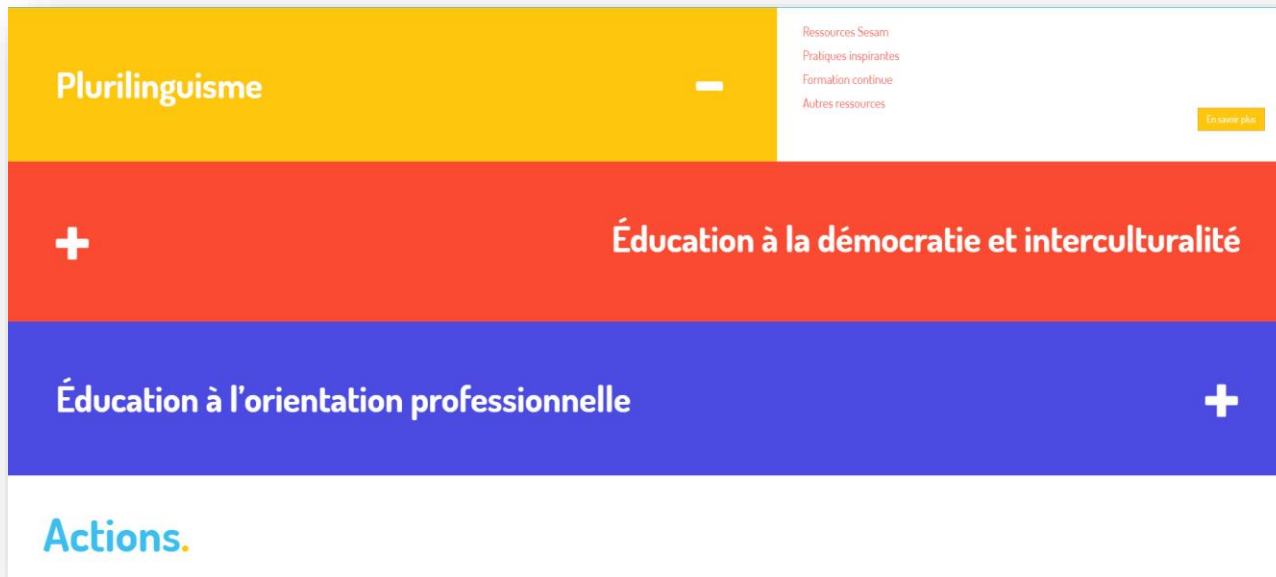 Plurilinguisme
Ressources Sesam
Pratiques inspirantes
Formation continue
Autres ressources
En savoir plus
Éducation à la démocratie et interculturalité
Éducation à l’orientation professionnelle
Actions.